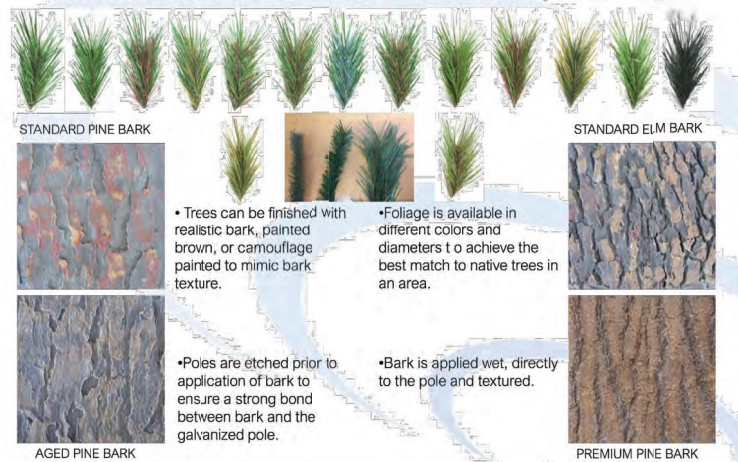 STANDARD PINE BARK
STANDARD ELM BARK
• Trees can be finished with
realistic bark, painted
brown, or camouflage
painted to mimic bark
texture.
•Foliage is available in
different colors and
diameters t o achieve the
best match to native trees in
an area.
•Poles are etched prior to
application of bark to
ensure a strong bond
between bark and the
galvanized pole.
•Bark is applied wet, directly
to the pole and textured.
AGED PINE BARK
PREMIUM PINE BARK